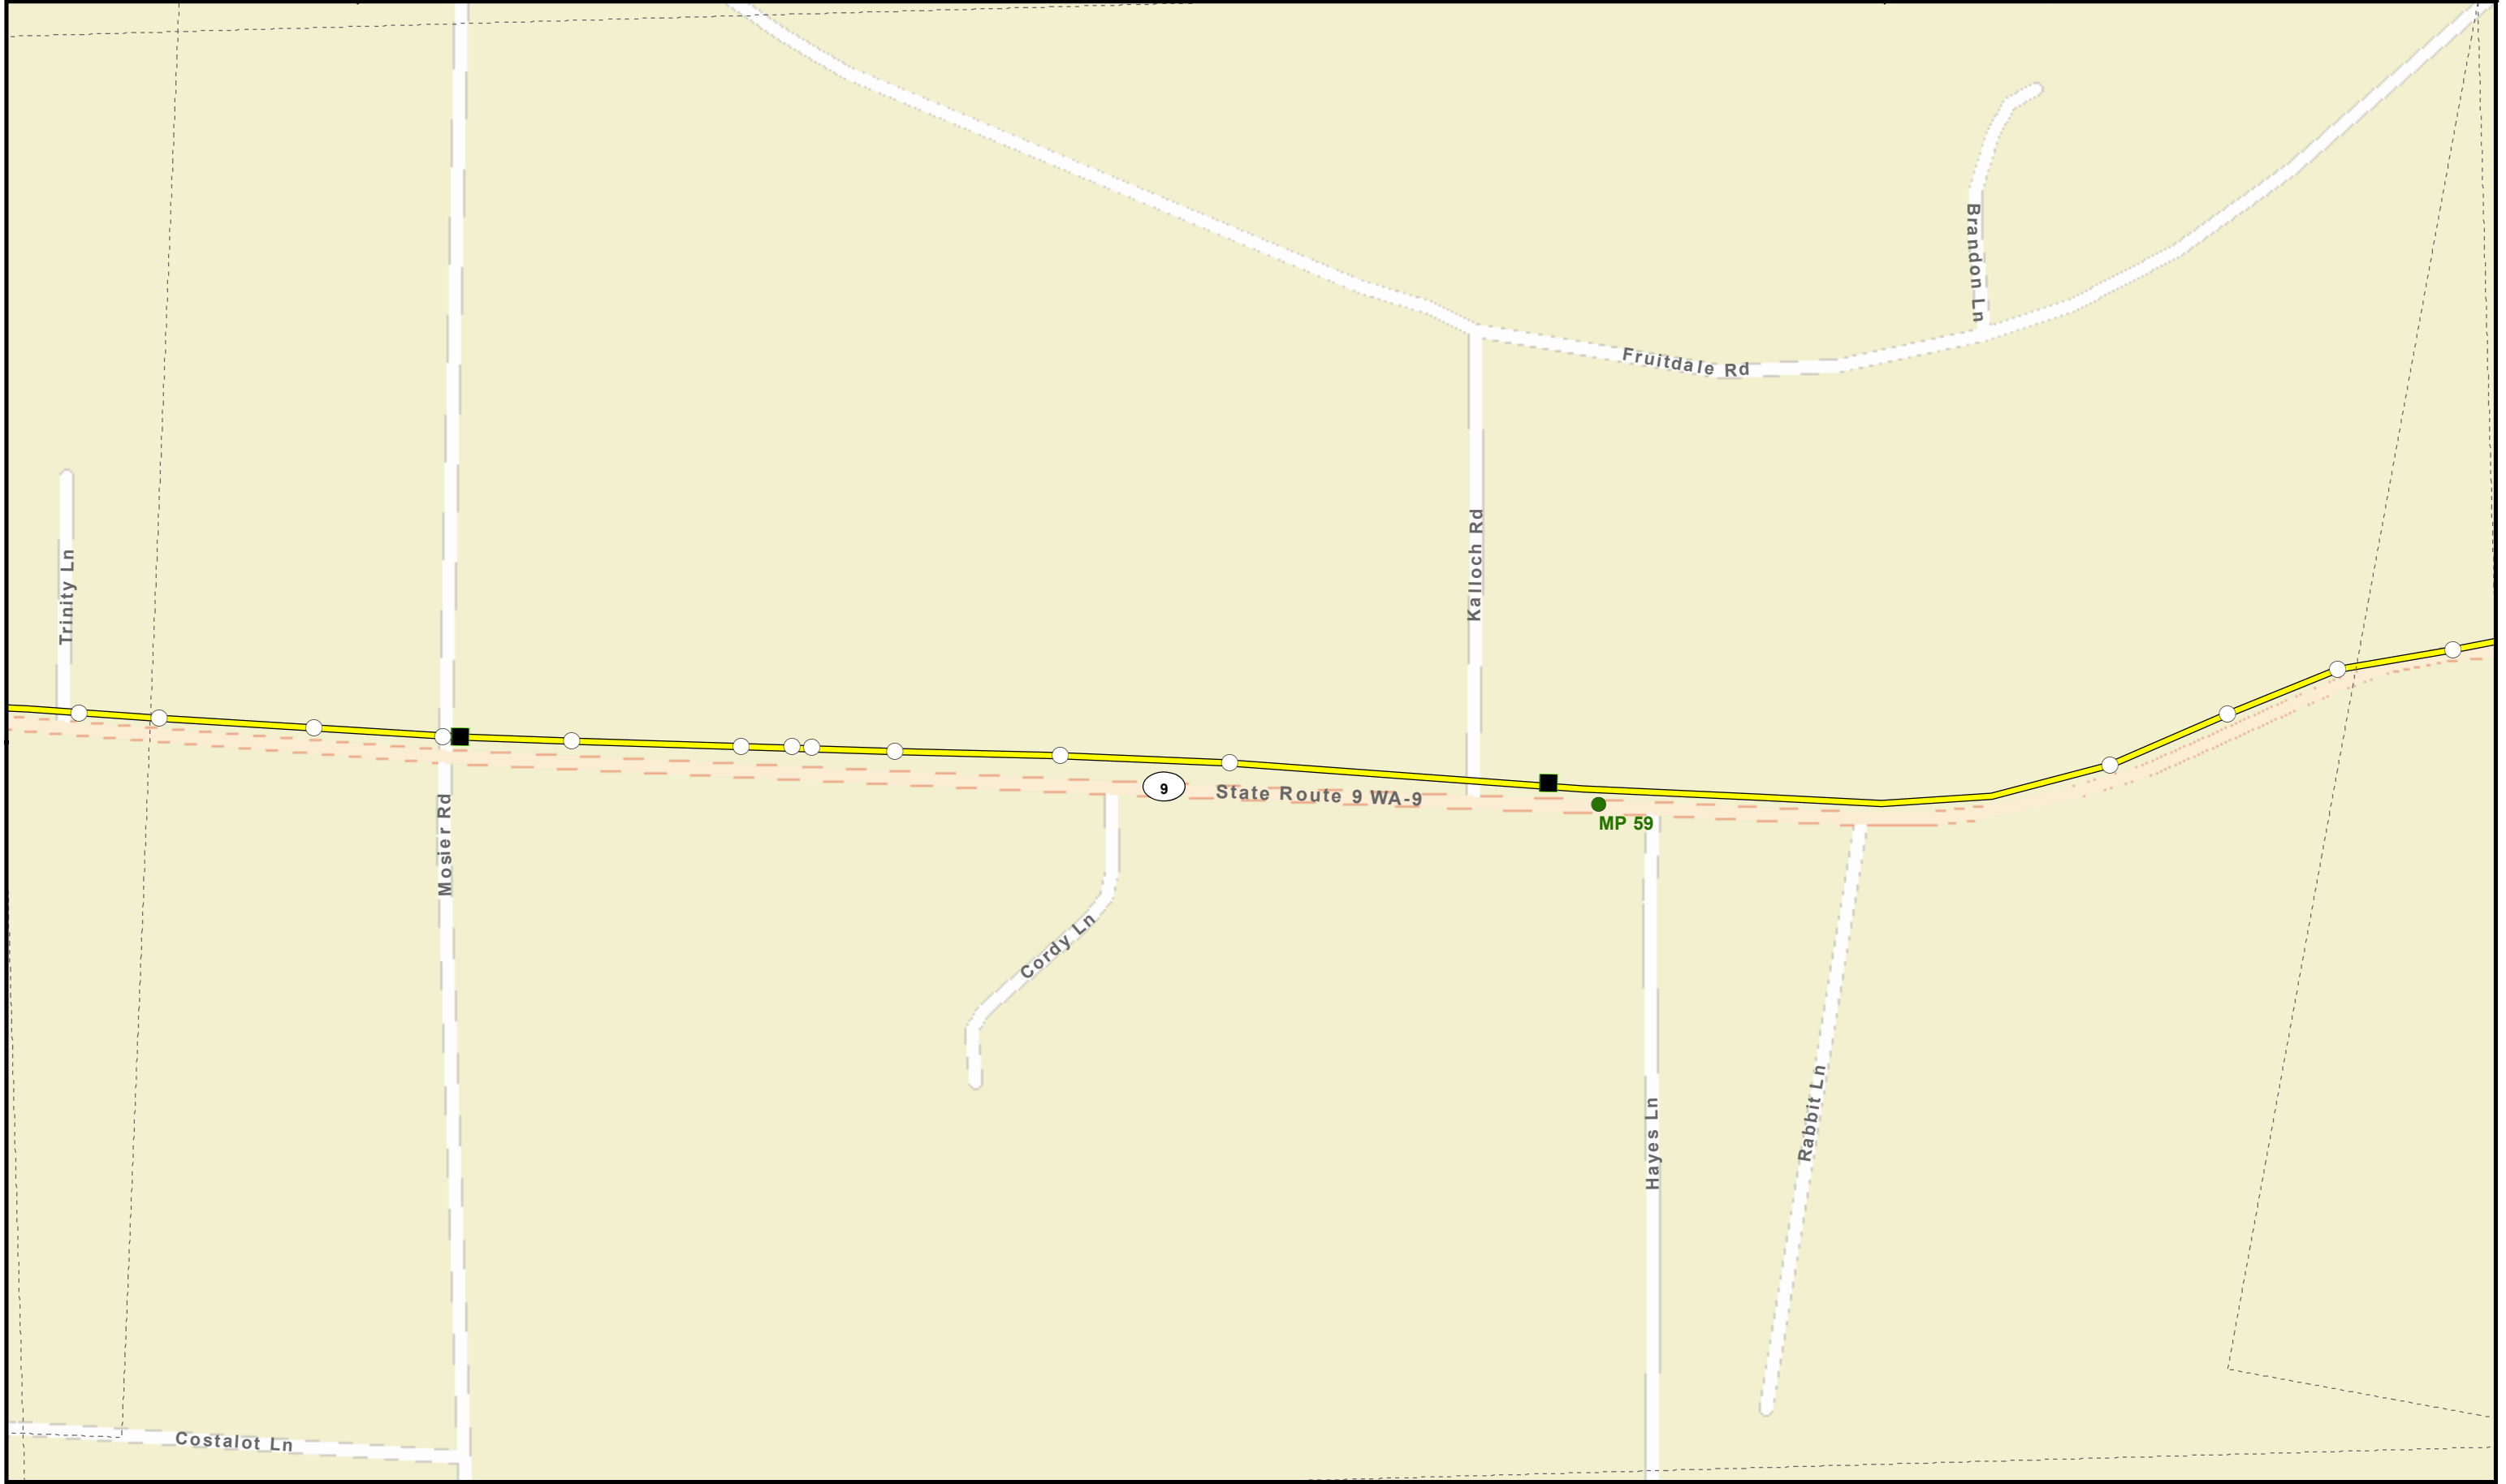 Brandon Ln
Fruitdale Rd
Kalloch Rd
Trinity Ln
9
State Route 9 WA-9
MP 59
Mosier Rd
Cordy Ln
Rabbit Ln
Hayes Ln
Costalot Ln